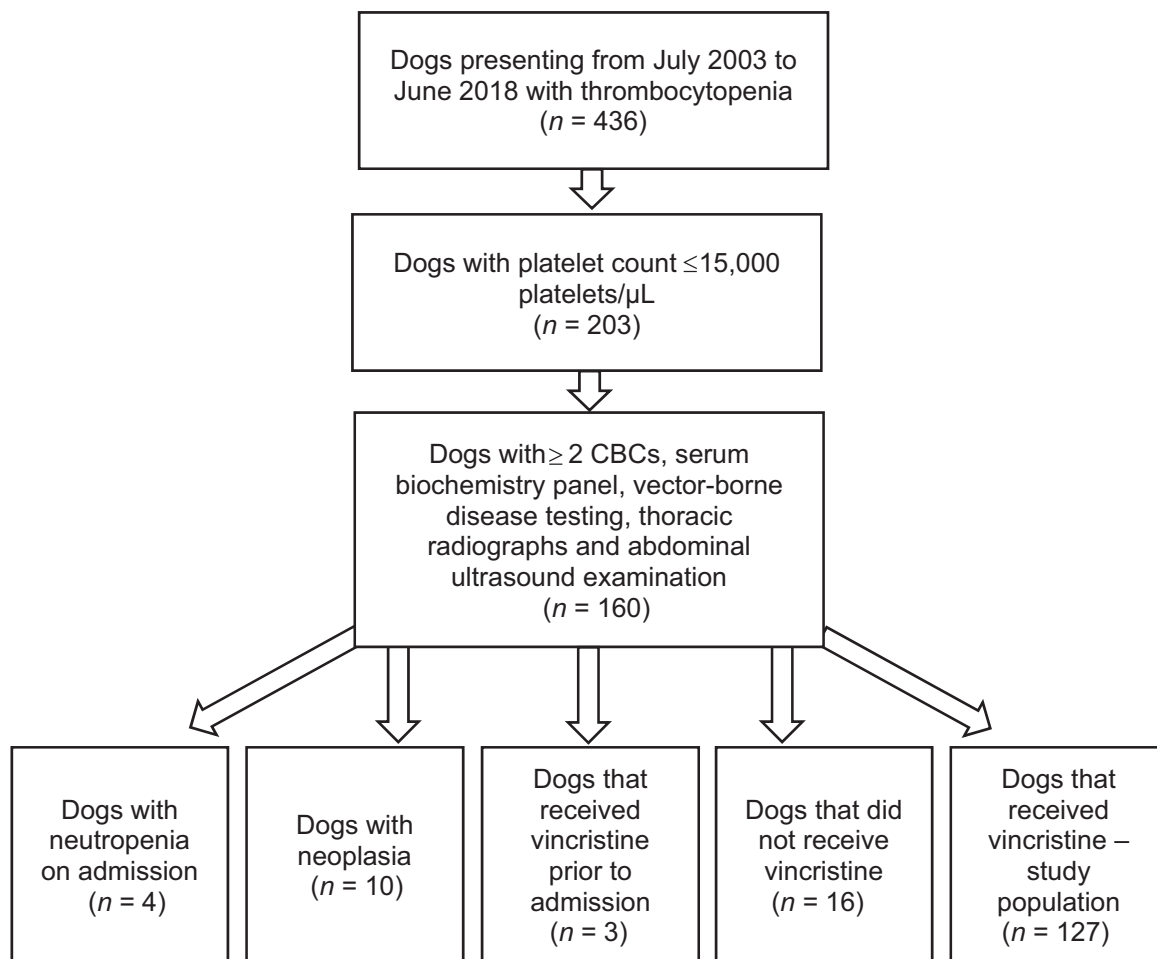 Dogs presenting from July 2003 to
June 2018 with thrombocytopenia
(n = 436)
Dogs with platelet count ≤15,000
platelets/µL
(n = 203)
Dogs with ≥ 2 CBCs, serum
biochemistry panel, vector-borne
disease testing, thoracic
radiographs and abdominal
ultrasound examination
(n = 160)
Dogs with
neutropenia
on admission
(n = 4)
Dogs with
neoplasia
(n = 10)
Dogs that
received
vincristine
prior to
admission
(n = 3)
Dogs that did
not receive
vincristine
(n = 16)
Dogs that
received
vincristine –
study
population
(n = 127)